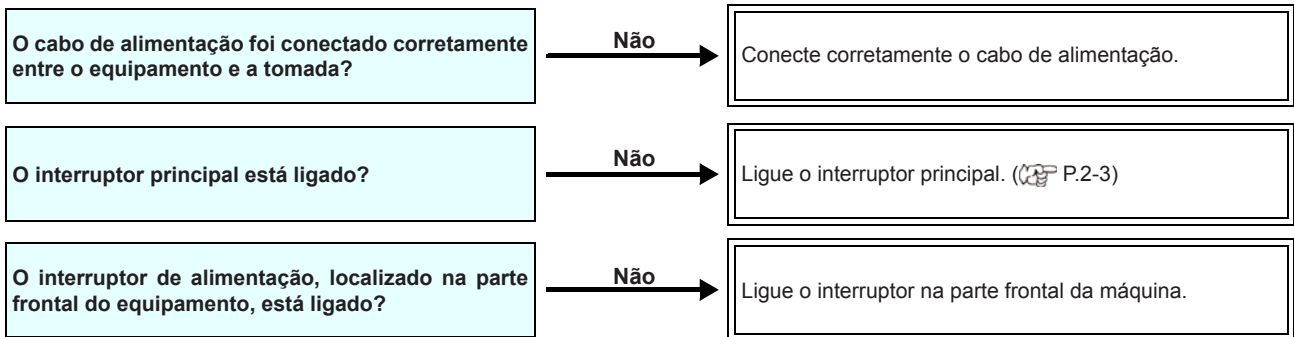 O cabo de alimentação foi conectado corretamente
entre o equipamento e a tomada?
Não
Conecte corretamente o cabo de alimentação.
O interruptor principal está ligado?
Não
Ligue o interruptor principal. ( P.2-3)
O interruptor de alimentação, localizado na parte
frontal do equipamento, está ligado?
Não
Ligue o interruptor na parte frontal da máquina.